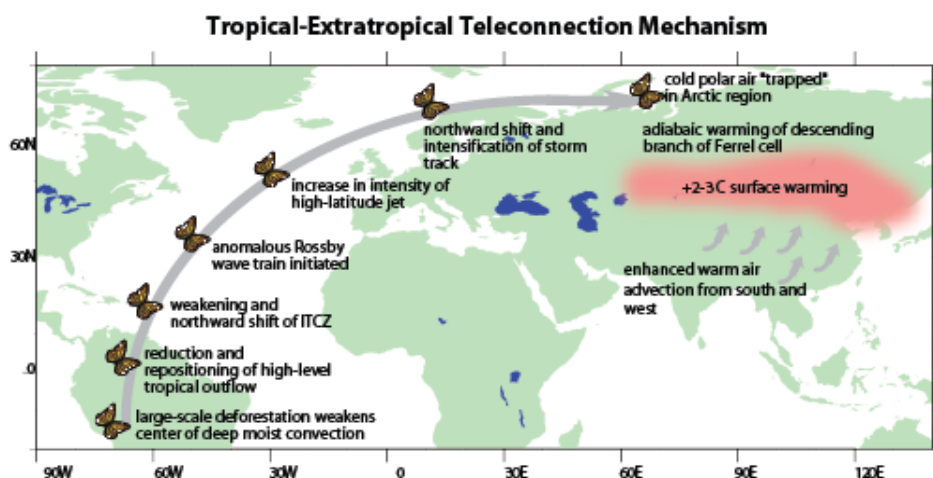 Tropical-Extratropical Teleconnection Mechanism
cold polar air "trapped"
in Arctic region
northward shift and
intensification of storm
track
adiabaic warming of descending
branch of Ferrel cell
60N
increase in intensity of
high-latitude jet
+2-3C surface warming
anomalous Rossby
wave train initiated
30N
enhanced warm air
advection from south and
west
weakening and
northward shift of ITCZ
reduction and
repositioning of high-level
tropical outflow
0
large-scale deforestation weakens
center of deep moist convection
90W 60W 30W 0 30E 60E 90E 120E